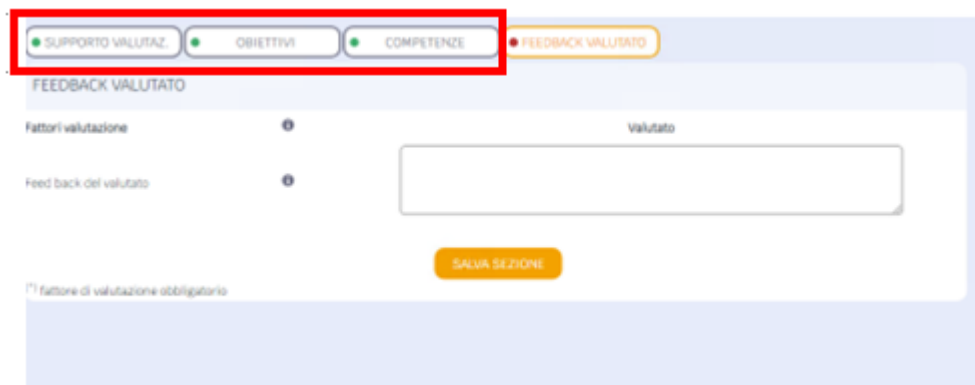 SUPPORTO VALUTAZ. OBIETTIVI COMPETENZE FEEDBACK VALUTATO
FEEDBACK VALUTATO
Fattori valutazione Valutato
Feed back del valutato
SALVA SEZIONE
(*) fattore di valutazione obbligatorio